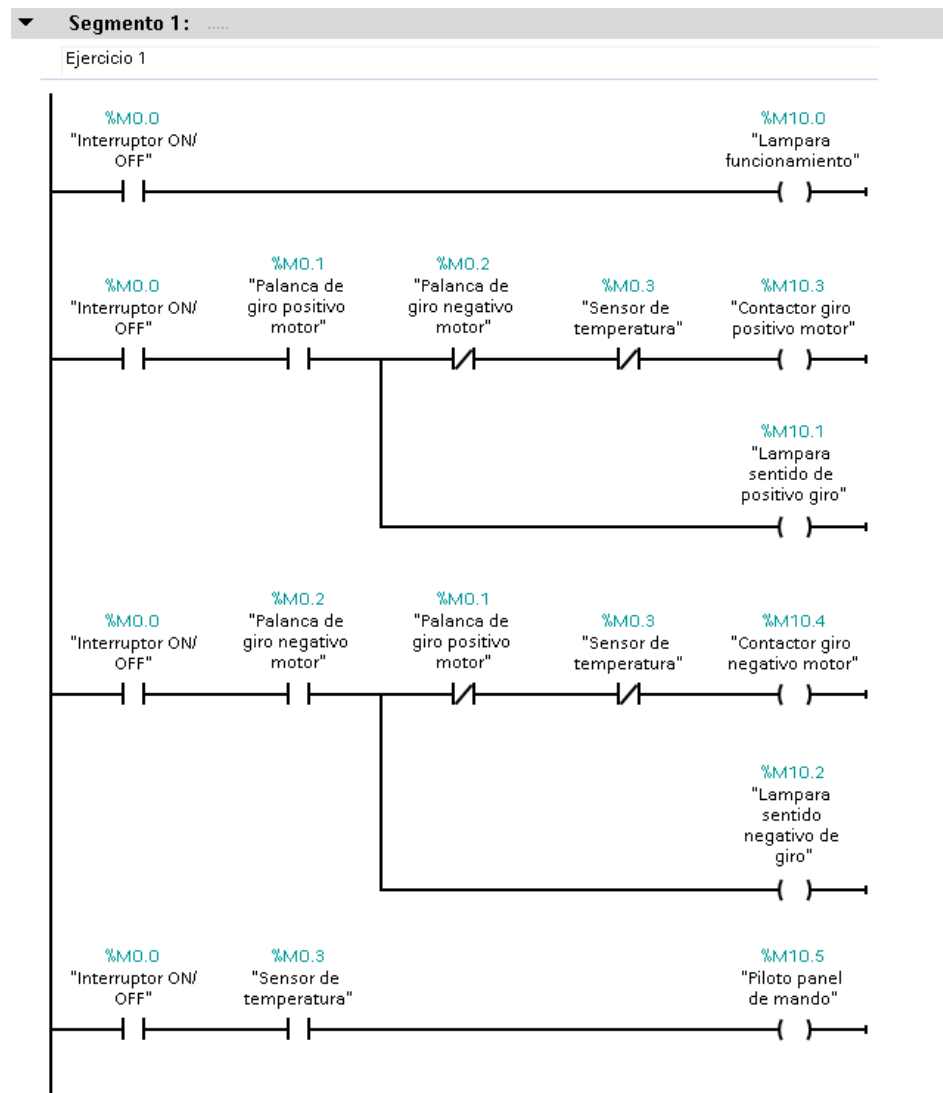 Segmento 1: .....
Ejercicio 1
%M0.0
"Interruptor ON/
OFF"
%M10.0
"Lampara
funcionamiento"
%M0.0
"Interruptor ON/
OFF"
%M0.1
"Palanca de
giro positivo
motor"
%M0.2
"Palanca de
giro negativo
motor"
%M0.3
"Sensor de
temperatura"
%M10.3
"Contactor giro
positivo motor"
%M10.1
"Lampara
sentido de
positivo giro"
%M0.0
"Interruptor ON/
OFF"
%M0.2
"Palanca de
giro negativo
motor"
%M0.1
"Palanca de
giro positivo
motor"
%M0.3
"Sensor de
temperatura"
%M10.4
"Contactor giro
negativo motor"
%M10.2
"Lampara
sentido
negativo de
giro"
%M0.0
"Interruptor ON/
OFF"
%M0.3
"Sensor de
temperatura"
%M10.5
"Piloto panel
de mando"